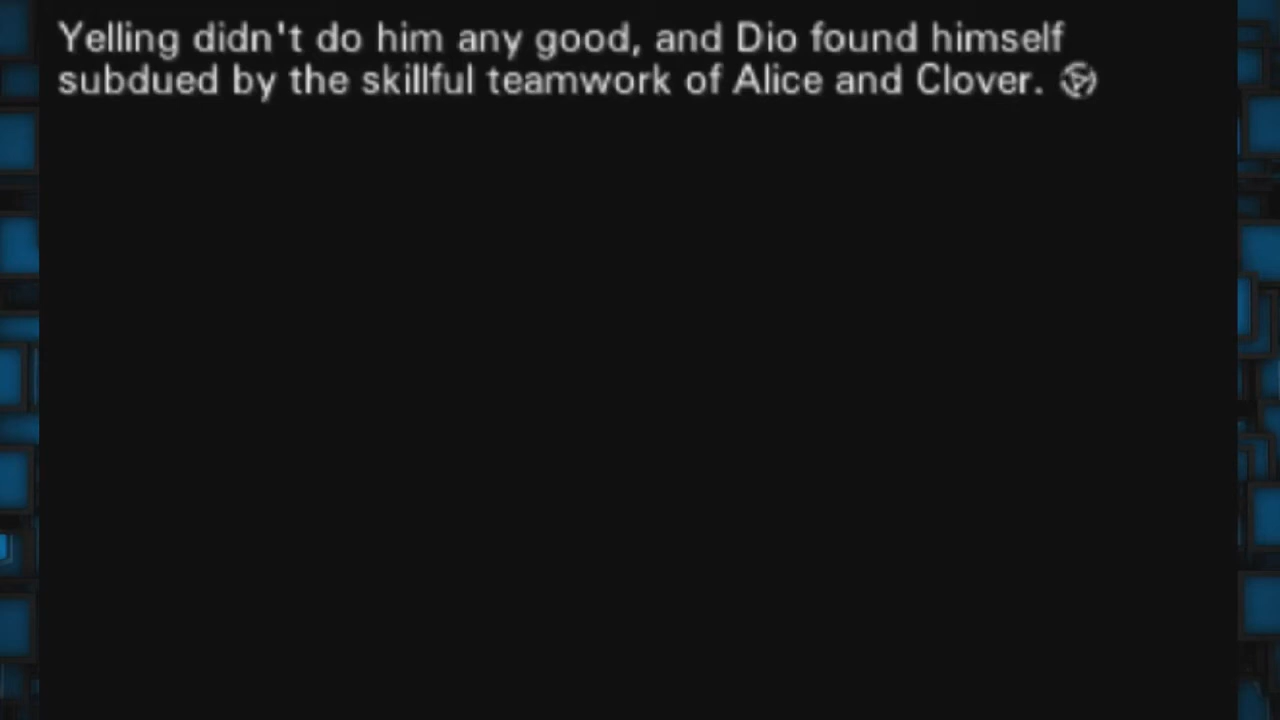 Yelling didn't do him any good, and Dio found himself
subdued by the skillful teamwork of Alice and Clover.